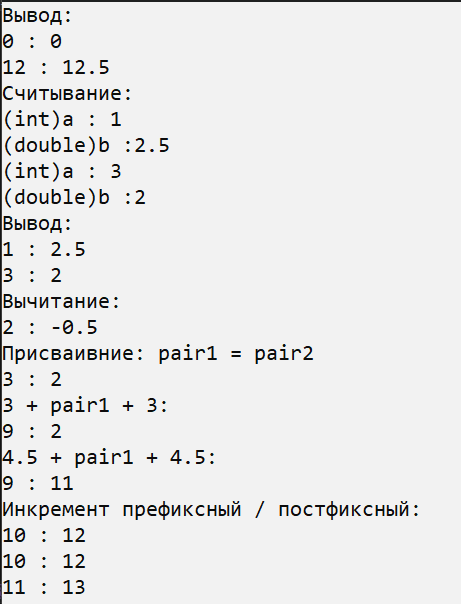 Вывод:
0 : 0
12 : 12.5
Считывание:
(int)a : 1
(double)b :2.5
(int)a : 3
(double)b :2
Вывод:
1 : 2.5
3 : 2
Вычитание:
2 : -0.5
Присваивние: pair1 = pair2
3 : 2
3 + pair1 + 3:
9 : 2
4.5 + pair1 + 4.5:
9 : 11
Инкремент префиксный / постфиксный:
10 : 12
10 : 12
11 : 13